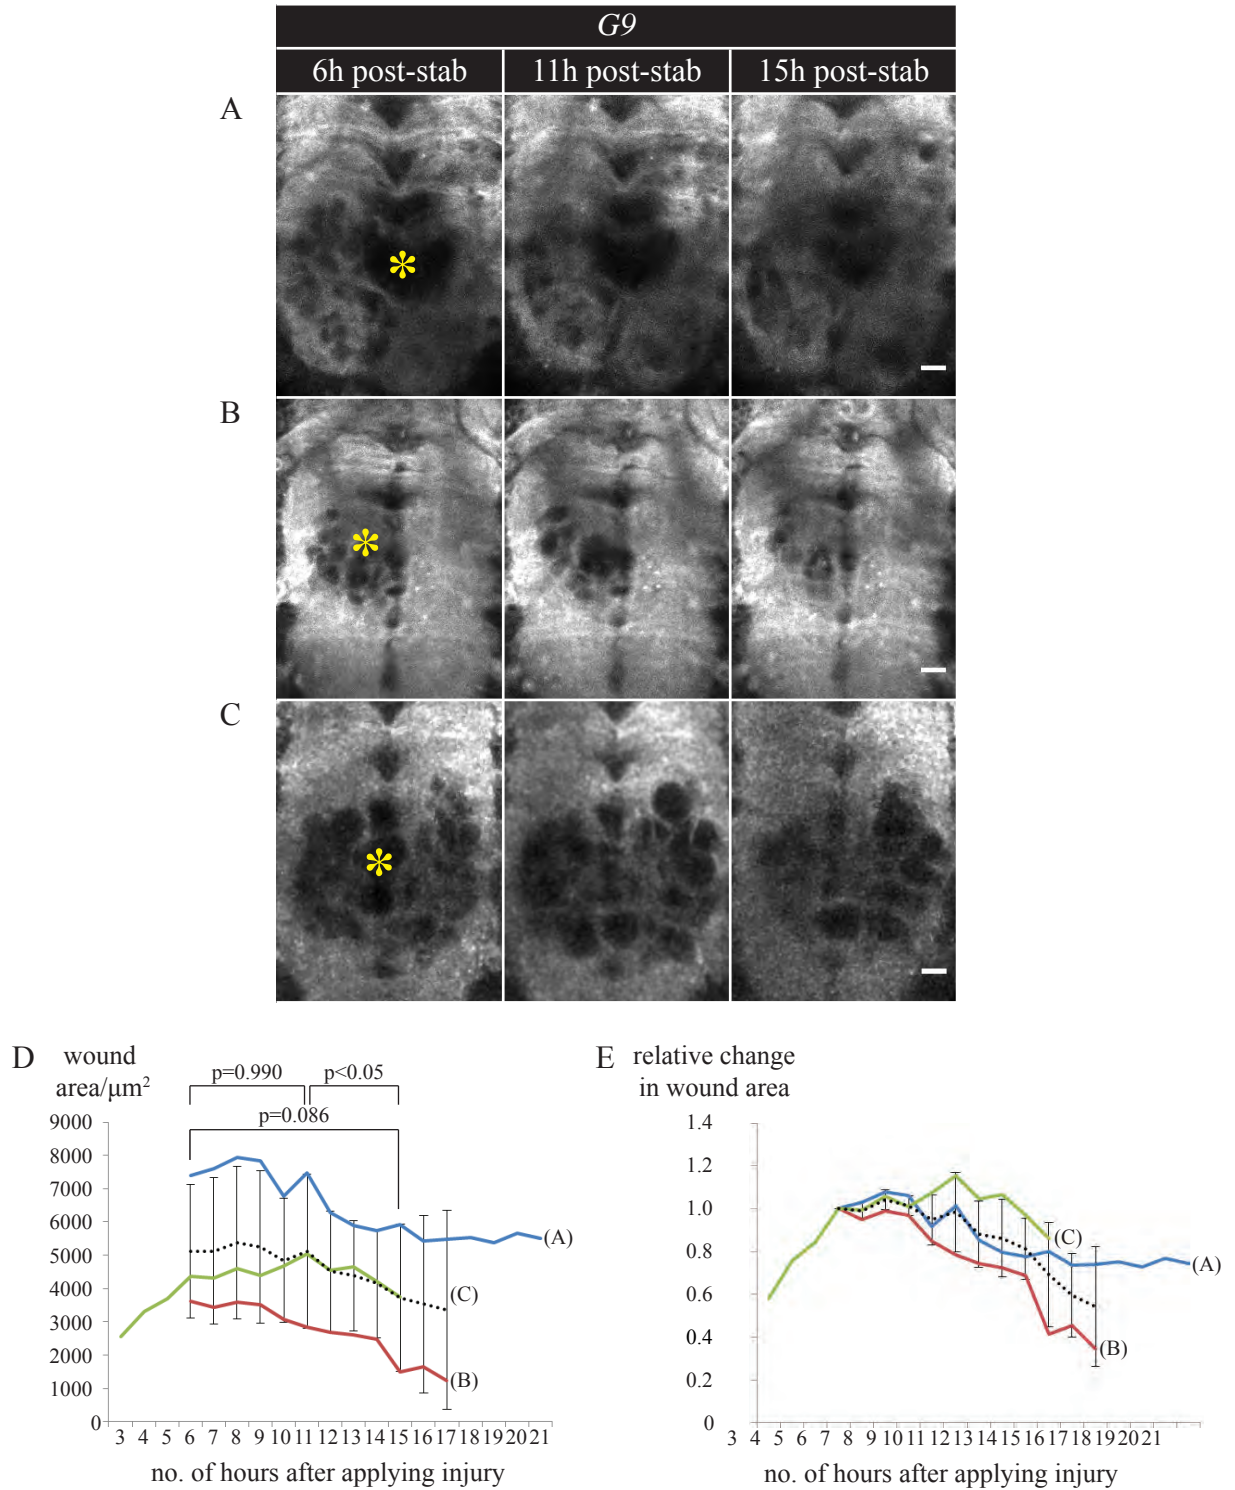 G9
6h post-stab 11h post-stab 15h post-stab
A
*
B
*
C
*
D wound area/μm²
p=0.990 p<0.05
p=0.086
9000
8000
7000
6000
5000
4000
3000
2000
1000
0
(A)
(C)
(B)
3 4 5 6 7 8 9 10 11 12 13 14 15 16 17 18 19 20 21
no. of hours after applying injury
E relative change
in wound area
1.4
1.2
1.0
0.8
0.6
0.4
0.2
0
(C)
(A)
(B)
3 4 5 6 7 8 9 10 11 12 13 14 15 16 17 18 19 20 21
no. of hours after applying injury